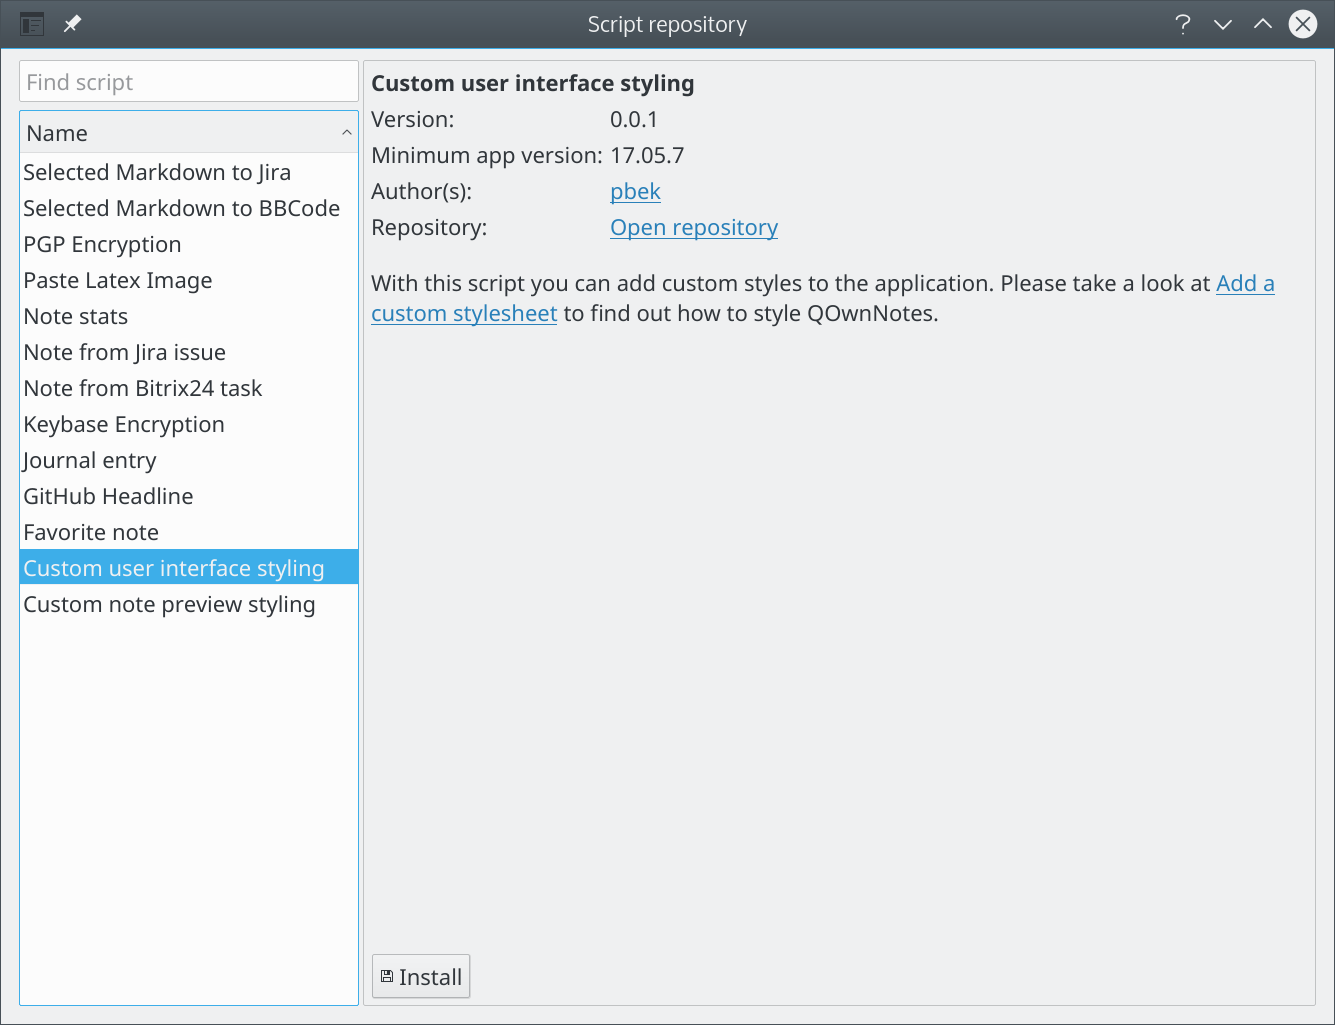 Script repository
Find script
Name
Selected Markdown to Jira
Selected Markdown to BBCode
PGP Encryption
Paste Latex Image
Note stats
Note from Jira issue
Note from Bitrix24 task
Keybase Encryption
Journal entry
GitHub Headline
Favorite note
Custom user interface styling
Custom note preview styling
Custom user interface styling
Version: 0.0.1
Minimum app version: 17.05.7
Author(s): pbek
Repository: Open repository
With this script you can add custom styles to the application. Please take a look at Add a
custom stylesheet to find out how to style QOwnNotes.
Install